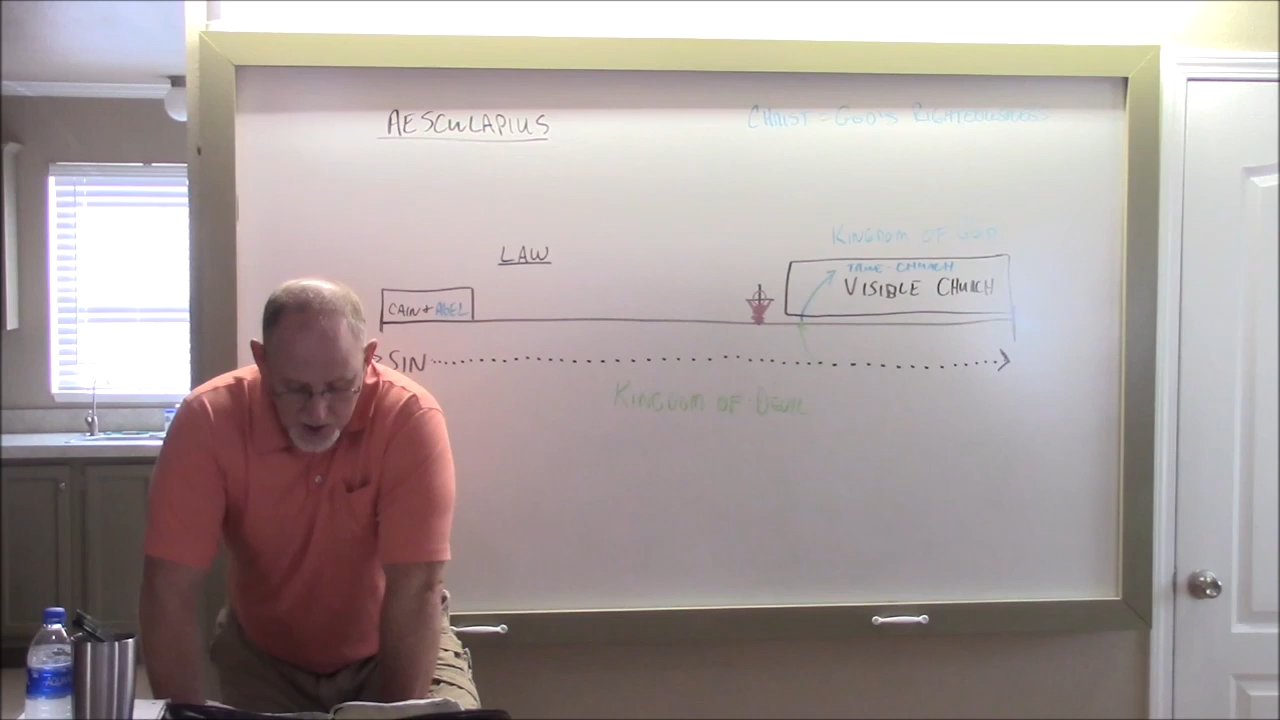 AESCULAPIUS
CHRIST = GOD'S RIGHTEOUSNESS
KINGDOM OF GOD
LAW
TRUE CHURCH
VISIBLE CHURCH
CAIN + ABEL
SIN
KINGDOM OF DEVIL